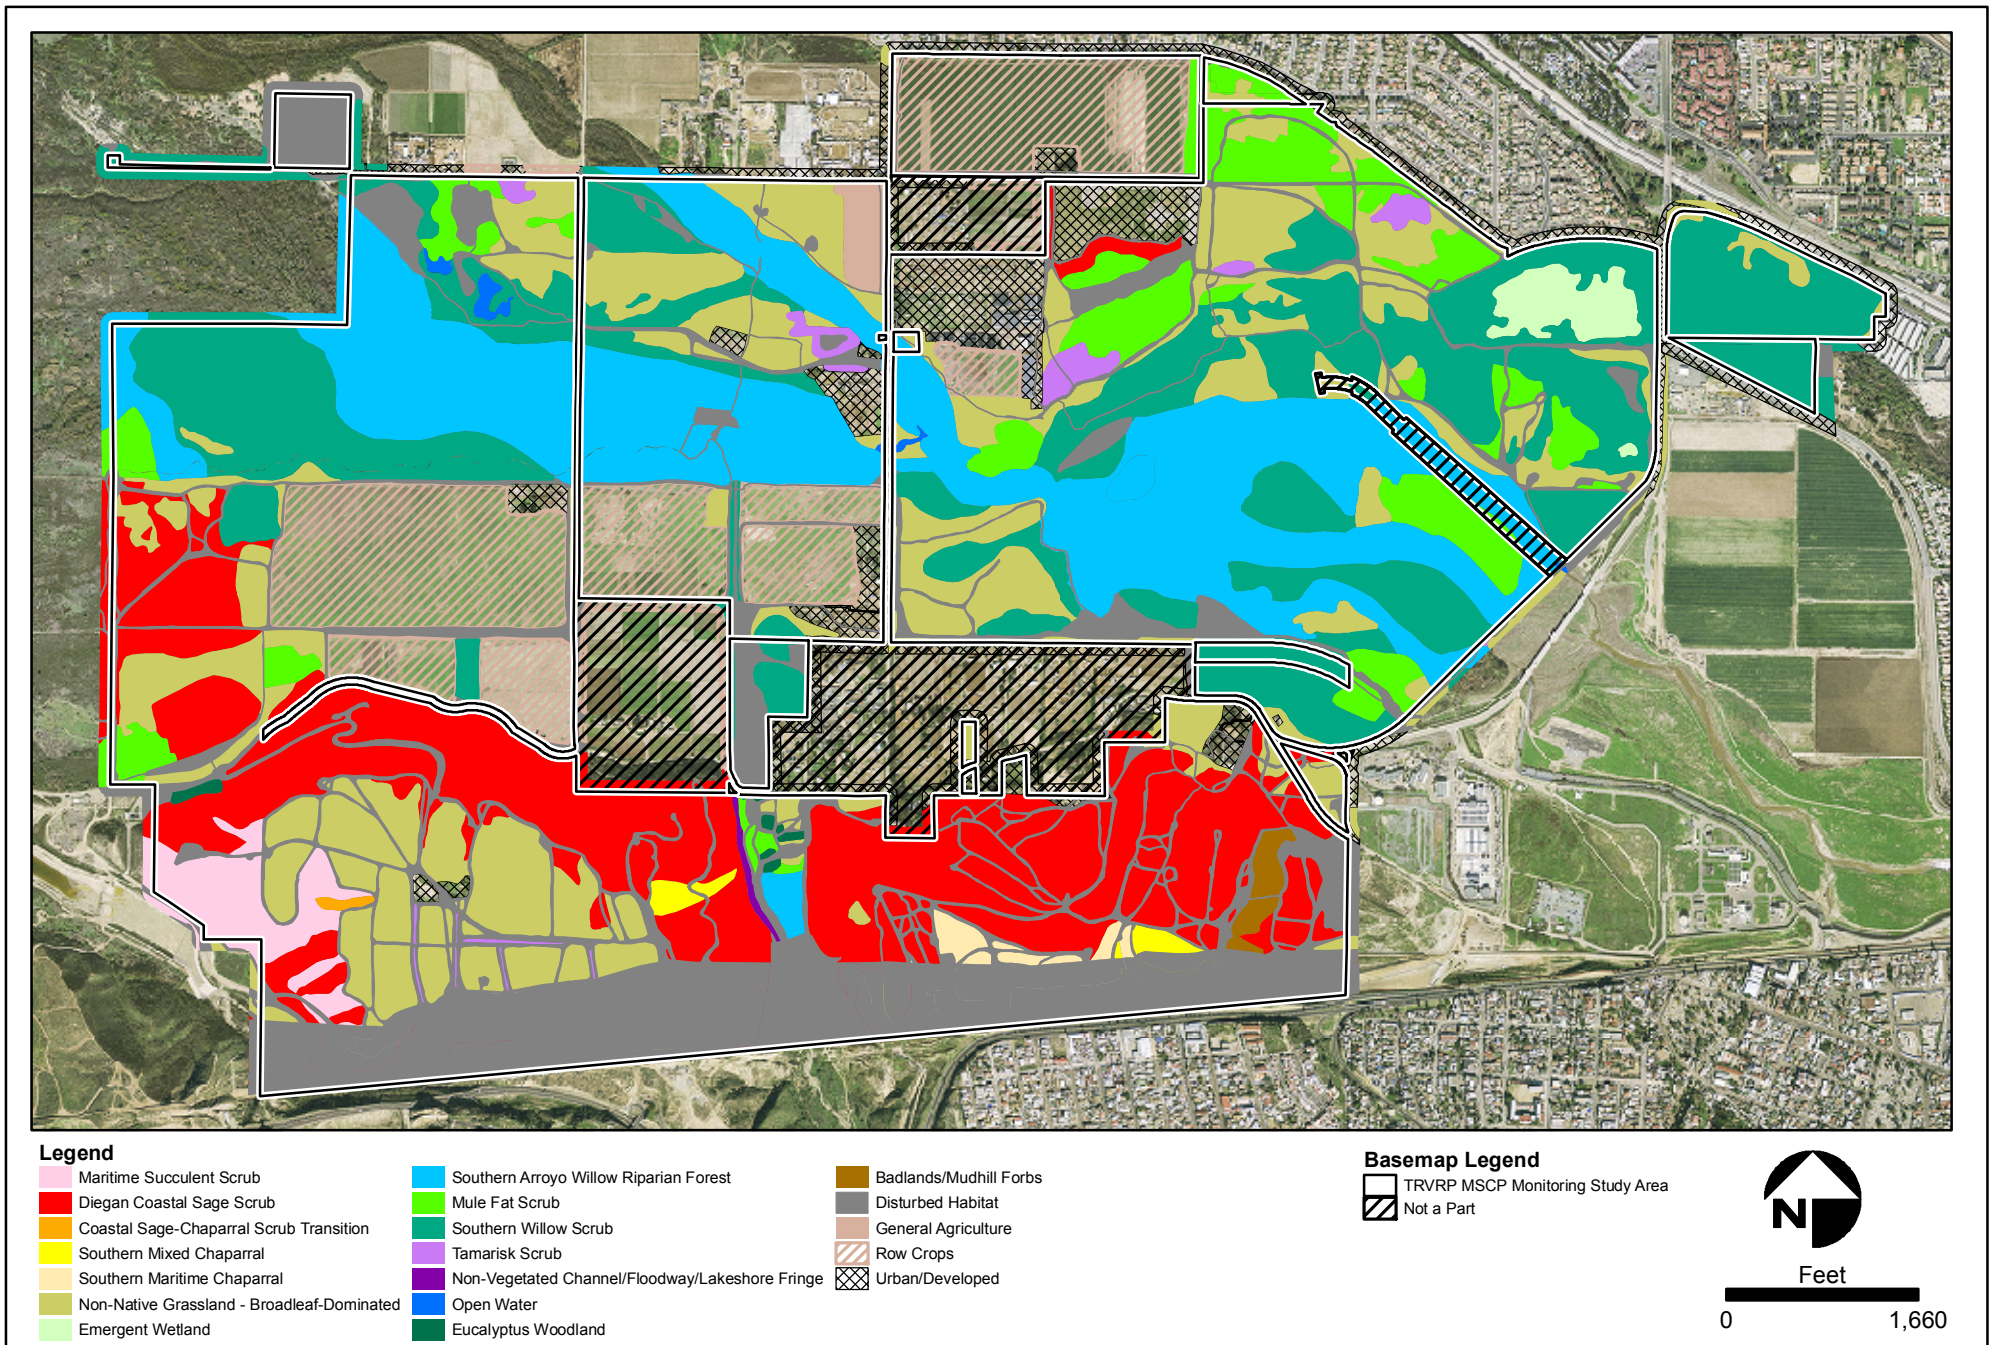 Legend
Maritime Succulent Scrub
Diegan Coastal Sage Scrub
Coastal Sage-Chaparral Scrub Transition
Southern Mixed Chaparral
Southern Maritime Chaparral
Non-Native Grassland - Broadleaf-Dominated
Emergent Wetland
Southern Arroyo Willow Riparian Forest
Mule Fat Scrub
Southern Willow Scrub
Tamarisk Scrub
Non-Vegetated Channel/Floodway/Lakeshore Fringe
Open Water
Eucalyptus Woodland
Badlands/Mudhill Forbs
Disturbed Habitat
General Agriculture
Row Crops
Urban/Developed
Basemap Legend
TRVRP MSCP Monitoring Study Area
Not a Part
N
Feet
0 1,660